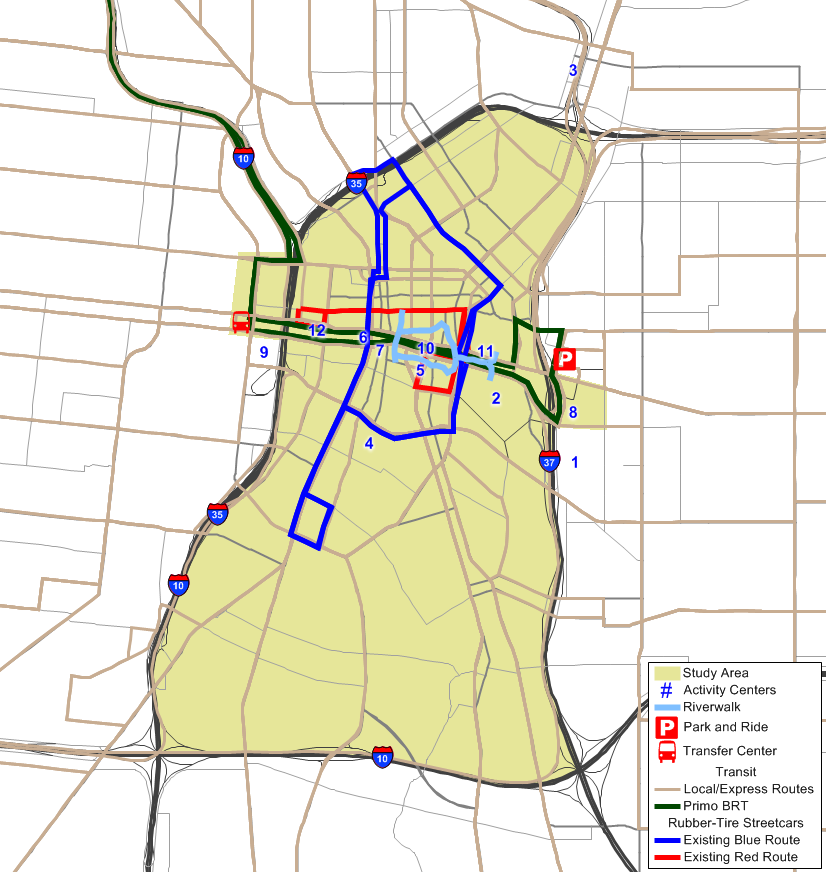 3
10
35
12
6
7
10
11
9
5
P
2
8
4
1
37
35
10
10
Study Area
# Activity Centers
Riverwalk
P Park and Ride
Transfer Center
Transit
Local/Express Routes
Primo BRT
Rubber-Tire Streetcars
Existing Blue Route
Existing Red Route